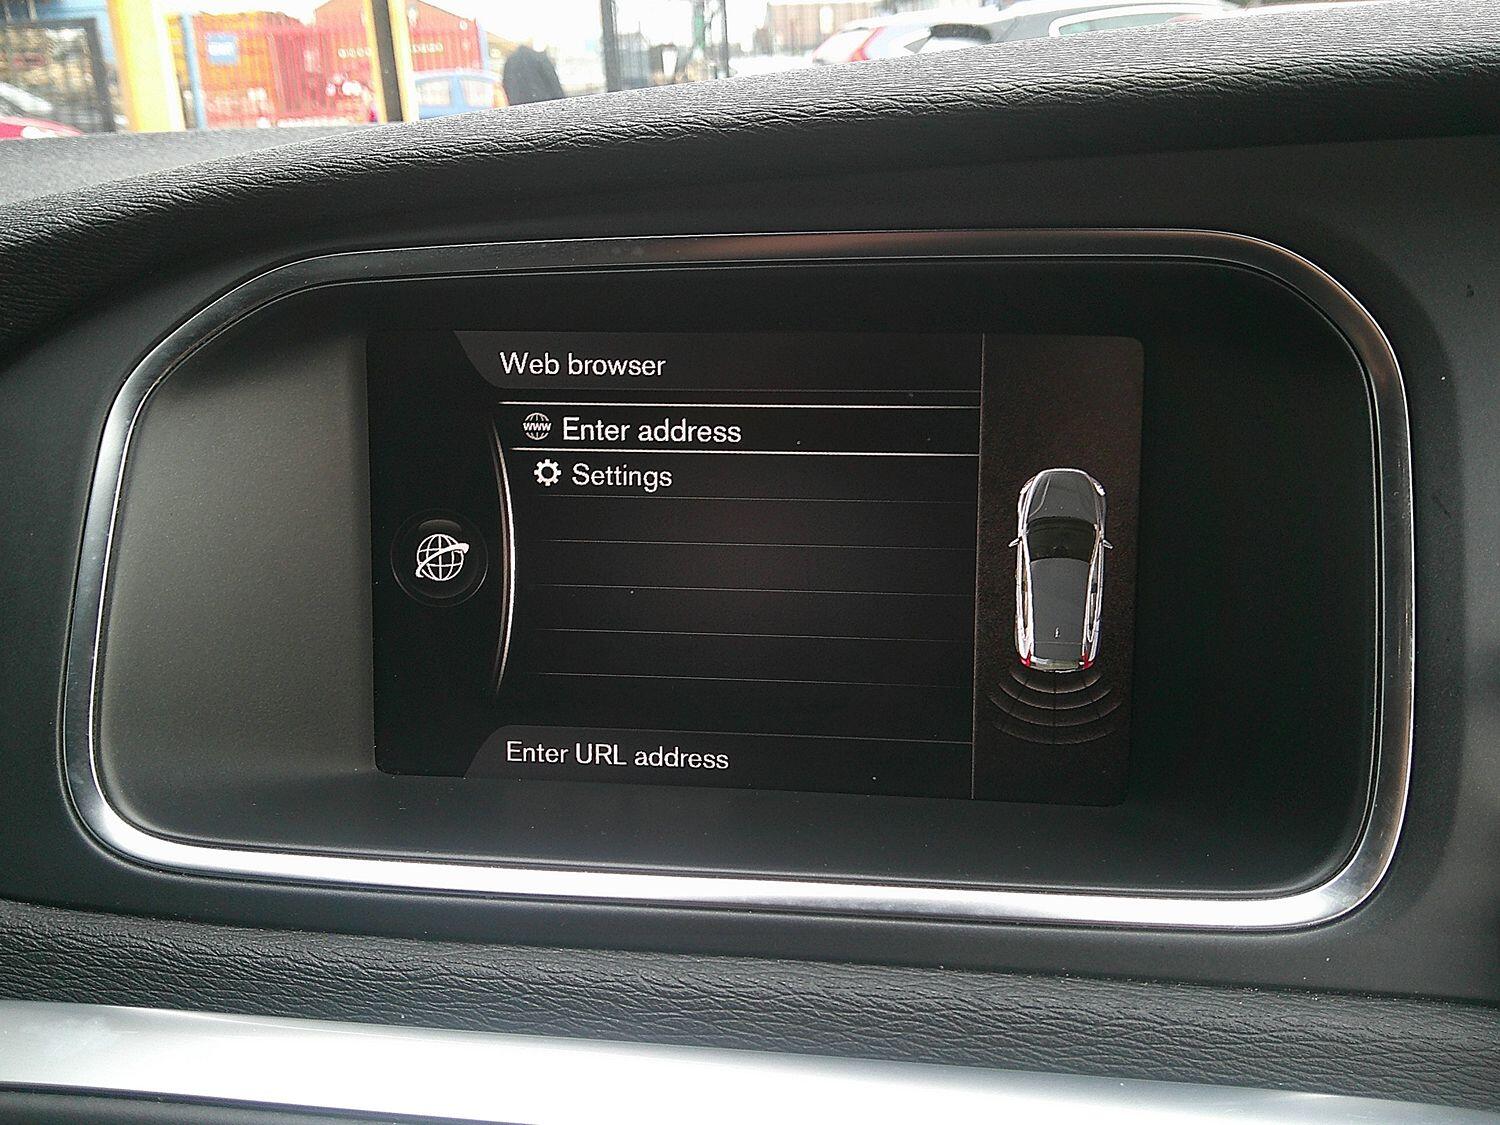 Web browser
www
Enter address
Settings
Enter URL address